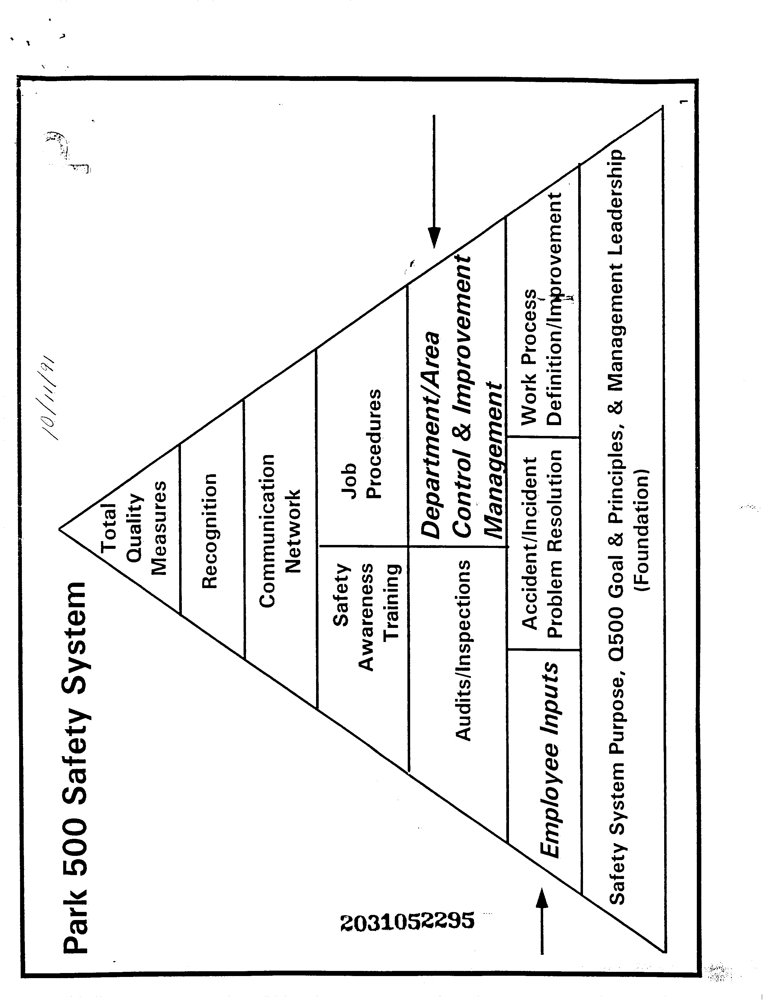 Park 500 Safety System
10/11/91
Total
Quality
Measures
Recognition
Communication
Network
Safety
Awareness
Training
Job
Procedures
Audits/Inspections
Department/Area
Control & Improvement
Management
Employee Inputs
Accident/Incident
Problem Resolution
Work Process
Definition/Improvement
Safety System Purpose, Q500 Goal & Principles, & Management Leadership
(Foundation)
1
2031052295